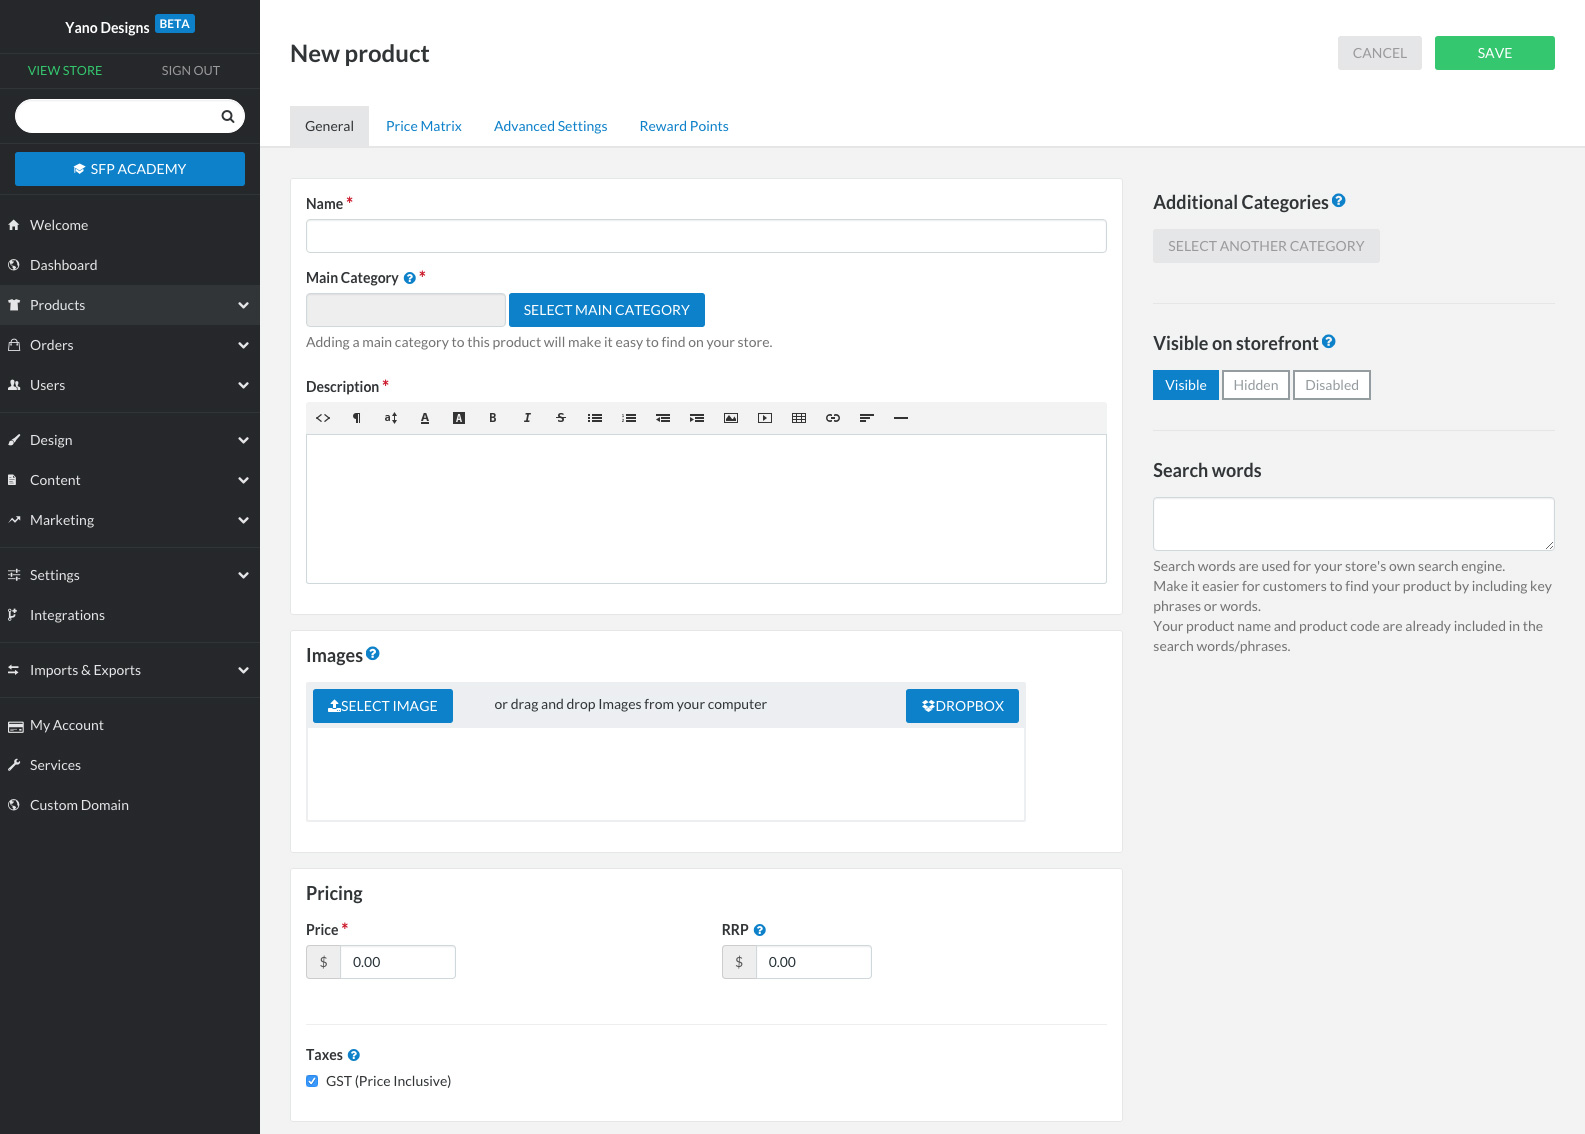 Yano Designs BETA
VIEW STORE SIGN OUT
SFP ACADEMY
Welcome
Dashboard
Products
Orders
Users
Design
Content
Marketing
Settings
Integrations
Imports & Exports
My Account
Services
Custom Domain
New product
CANCEL SAVE
General Price Matrix Advanced Settings Reward Points
Name *
Main Category ? *
SELECT MAIN CATEGORY
Adding a main category to this product will make it easy to find on your store.
Description *
<> ¶ a A A B I S
Images ?
SELECT IMAGE or drag and drop Images from your computer DROPBOX
Pricing
Price * RRP ?
$ 0.00 $ 0.00
Taxes ?
GST (Price Inclusive)
Additional Categories ?
SELECT ANOTHER CATEGORY
Visible on storefront ?
Visible Hidden Disabled
Search words
Search words are used for your store's own search engine.
Make it easier for customers to find your product by including key
phrases or words.
Your product name and product code are already included in the
search words/phrases.